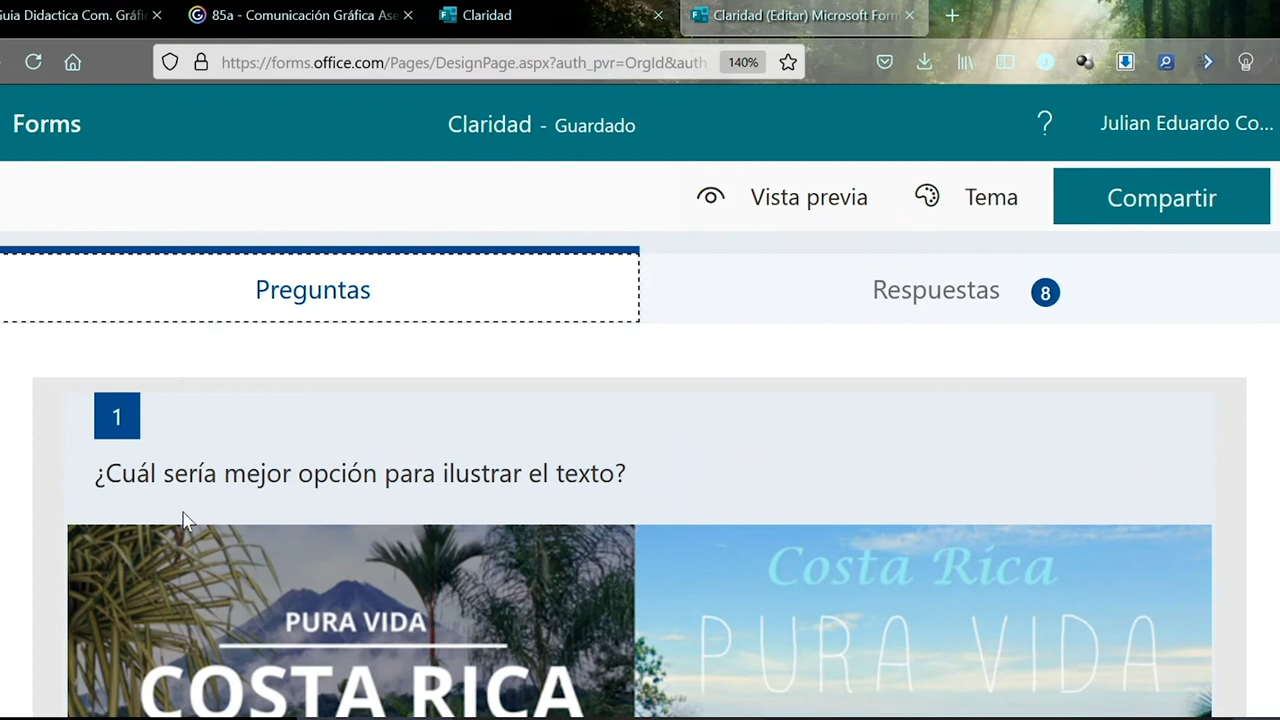 Guia Didactica Com. Gráfi
85a - Comunicación Gráfica Ase
Claridad
Claridad (Editar) Microsoft Form
https://forms.office.com/Pages/DesignPage.aspx?auth_pvr=OrgId&auth_
140%
Forms
Claridad - Guardado
?
Julian Eduardo Co...
Vista previa
Tema
Compartir
Preguntas
Respuestas 8
1
¿Cuál sería mejor opción para ilustrar el texto?
PURA VIDA
COSTA RICA
Costa Rica
PURA VIDA